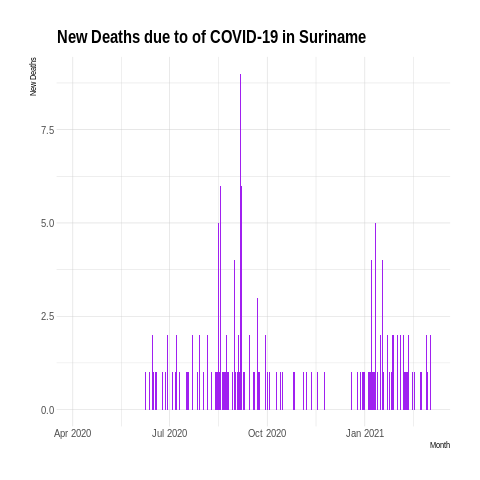 New Deaths due to of COVID-19 in Suriname
New Deaths
7.5
5.0
2.5
0.0
Apr 2020 Jul 2020 Oct 2020 Jan 2021
Month